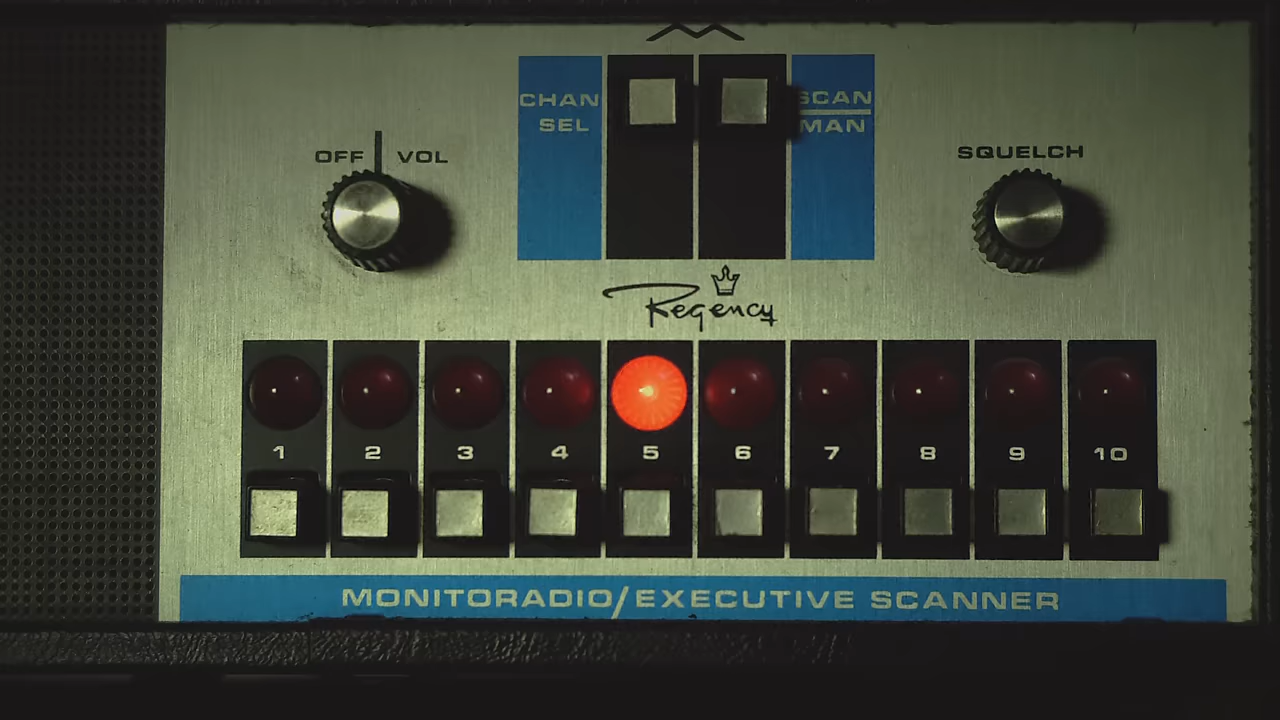 CHAN
SEL
SCAN
MAN
OFF VOL
SQUELCH
Regency
1 2 3 4 5 6 7 8 9 10
MONITORADIO/EXECUTIVE SCANNER